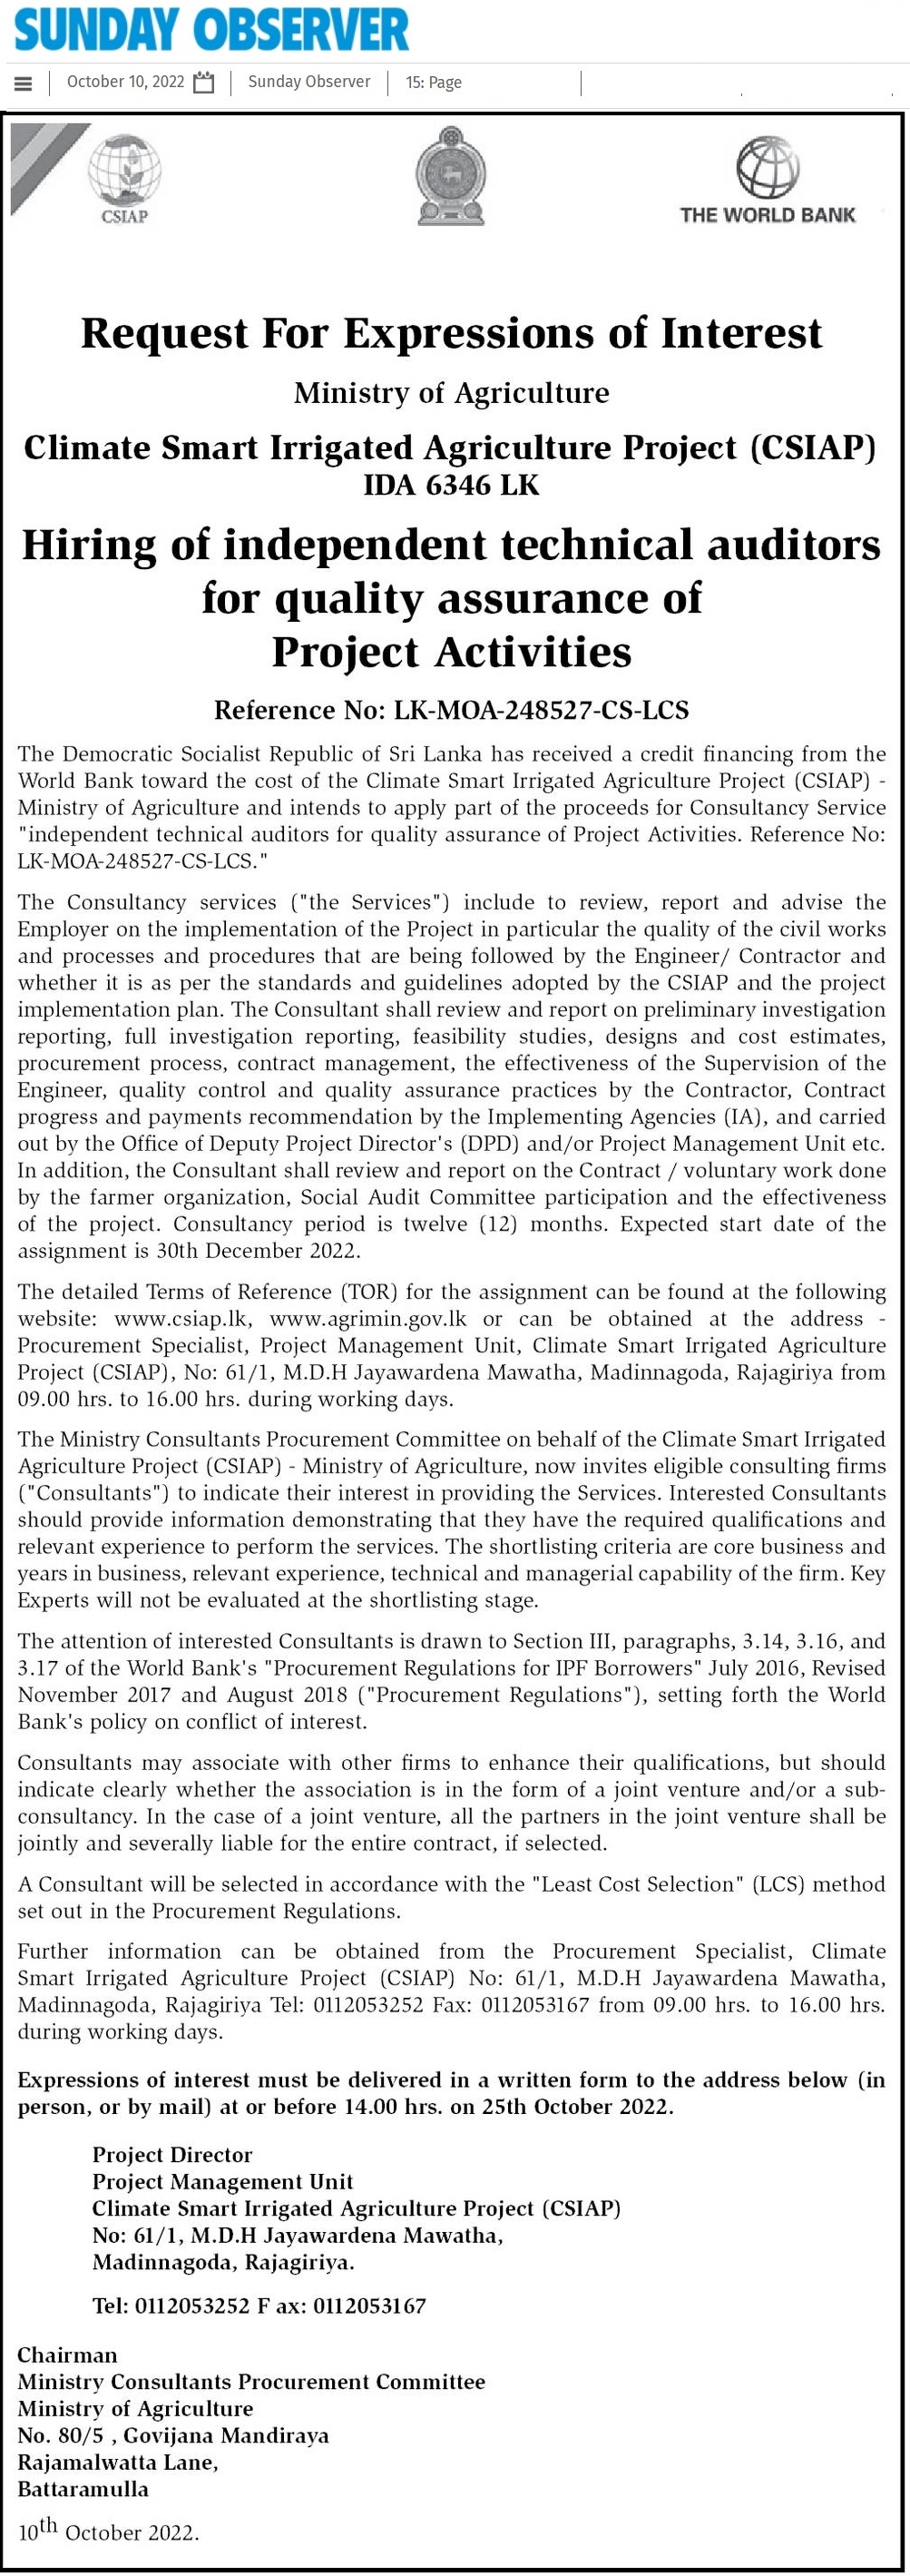 SUNDAY OBSERVER
October 10, 2022 Sunday Observer 15: Page
CSIAP
THE WORLD BANK
Request For Expressions of Interest
Ministry of Agriculture
Climate Smart Irrigated Agriculture Project (CSIAP)
IDA 6346 LK
Hiring of independent technical auditors
for quality assurance of
Project Activities
Reference No: LK-MOA-248527-CS-LCS
The Democratic Socialist Republic of Sri Lanka has received a credit financing from the
World Bank toward the cost of the Climate Smart Irrigated Agriculture Project (CSIAP) -
Ministry of Agriculture and intends to apply part of the proceeds for Consultancy Service
"independent technical auditors for quality assurance of Project Activities. Reference No:
LK-MOA-248527-CS-LCS."
The Consultancy services ("the Services") include to review, report and advise the
Employer on the implementation of the Project in particular the quality of the civil works
and processes and procedures that are being followed by the Engineer/ Contractor and
whether it is as per the standards and guidelines adopted by the CSIAP and the project
implementation plan. The Consultant shall review and report on preliminary investigation
reporting, full investigation reporting, feasibility studies, designs and cost estimates,
procurement process, contract management, the effectiveness of the Supervision of the
Engineer, quality control and quality assurance practices by the Contractor, Contract
progress and payments recommendation by the Implementing Agencies (IA), and carried
out by the Office of Deputy Project Director's (DPD) and/or Project Management Unit etc.
In addition, the Consultant shall review and report on the Contract / voluntary work done
by the farmer organization, Social Audit Committee participation and the effectiveness
of the project. Consultancy period is twelve (12) months. Expected start date of the
assignment is 30th December 2022.
The detailed Terms of Reference (TOR) for the assignment can be found at the following
website: www.csiap.lk, www.agrimin.gov.lk or can be obtained at the address -
Procurement Specialist, Project Management Unit, Climate Smart Irrigated Agriculture
Project (CSIAP), No: 61/1, M.D.H Jayawardena Mawatha, Madinnagoda, Rajagiriya from
09.00 hrs. to 16.00 hrs. during working days.
The Ministry Consultants Procurement Committee on behalf of the Climate Smart Irrigated
Agriculture Project (CSIAP) - Ministry of Agriculture, now invites eligible consulting firms
("Consultants") to indicate their interest in providing the Services. Interested Consultants
should provide information demonstrating that they have the required qualifications and
relevant experience to perform the services. The shortlisting criteria are core business and
years in business, relevant experience, technical and managerial capability of the firm. Key
Experts will not be evaluated at the shortlisting stage.
The attention of interested Consultants is drawn to Section III, paragraphs, 3.14, 3.16, and
3.17 of the World Bank's "Procurement Regulations for IPF Borrowers" July 2016, Revised
November 2017 and August 2018 ("Procurement Regulations"), setting forth the World
Bank's policy on conflict of interest.
Consultants may associate with other firms to enhance their qualifications, but should
indicate clearly whether the association is in the form of a joint venture and/or a sub-
consultancy. In the case of a joint venture, all the partners in the joint venture shall be
jointly and severally liable for the entire contract, if selected.
A Consultant will be selected in accordance with the "Least Cost Selection" (LCS) method
set out in the Procurement Regulations.
Further information can be obtained from the Procurement Specialist, Climate
Smart Irrigated Agriculture Project (CSIAP) No: 61/1, M.D.H Jayawardena Mawatha,
Madinnagoda, Rajagiriya Tel: 0112053252 Fax: 0112053167 from 09.00 hrs. to 16.00 hrs.
during working days.
Expressions of interest must be delivered in a written form to the address below (in
person, or by mail) at or before 14.00 hrs. on 25th October 2022.
Project Director
Project Management Unit
Climate Smart Irrigated Agriculture Project (CSIAP)
No: 61/1, M.D.H Jayawardena Mawatha,
Madinnagoda, Rajagiriya.
Tel: 0112053252 F ax: 0112053167
Chairman
Ministry Consultants Procurement Committee
Ministry of Agriculture
No. 80/5 , Govijana Mandiraya
Rajamalwatta Lane,
Battaramulla
10th October 2022.